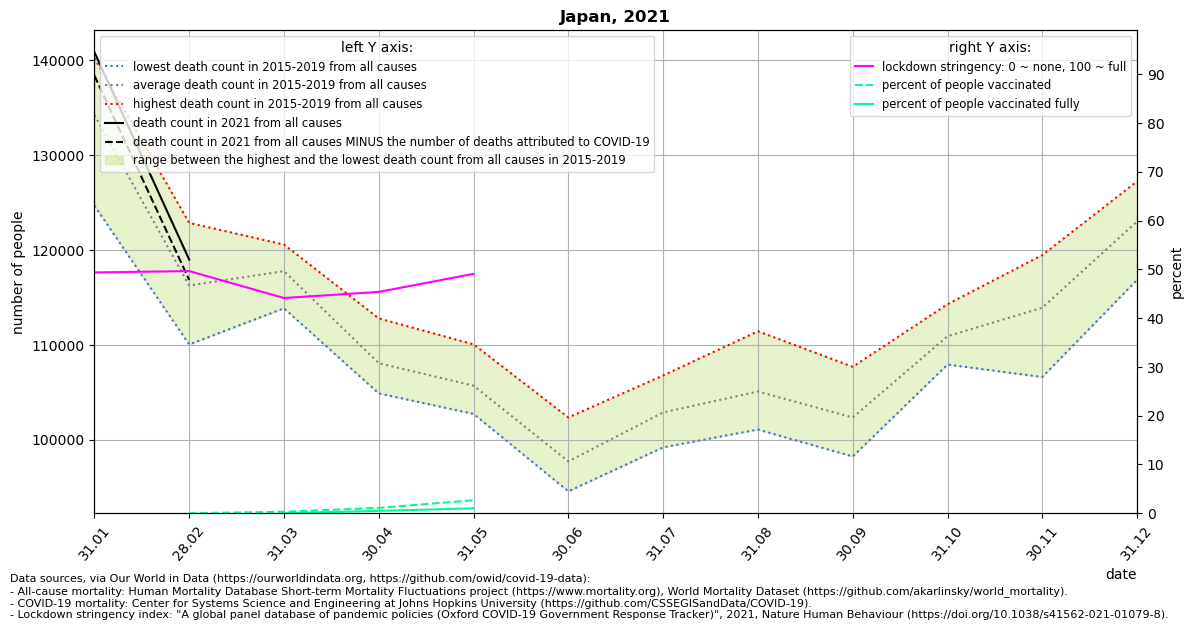 Japan, 2021
left Y axis:
lowest death count in 2015-2019 from all causes
average death count in 2015-2019 from all causes
highest death count in 2015-2019 from all causes
death count in 2021 from all causes
death count in 2021 from all causes MINUS the number of deaths attributed to COVID-19
range between the highest and the lowest death count from all causes in 2015-2019
right Y axis:
lockdown stringency: 0 ~ none, 100 ~ full
percent of people vaccinated
percent of people vaccinated fully
number of people
140000
130000
120000
110000
100000
percent
90
80
70
60
50
40
30
20
10
0
31.01
28.02
31.03
30.04
31.05
30.06
31.07
31.08
30.09
31.10
30.11
31.12
date
Data sources, via Our World in Data (https://ourworldindata.org, https://github.com/owid/covid-19-data):
- All-cause mortality: Human Mortality Database Short-term Mortality Fluctuations project (https://www.mortality.org), World Mortality Dataset (https://github.com/akarlinsky/world_mortality).
- COVID-19 mortality: Center for Systems Science and Engineering at Johns Hopkins University (https://github.com/CSSEGISandData/COVID-19).
- Lockdown stringency index: "A global panel database of pandemic policies (Oxford COVID-19 Government Response Tracker)", 2021, Nature Human Behaviour (https://doi.org/10.1038/s41562-021-01079-8).